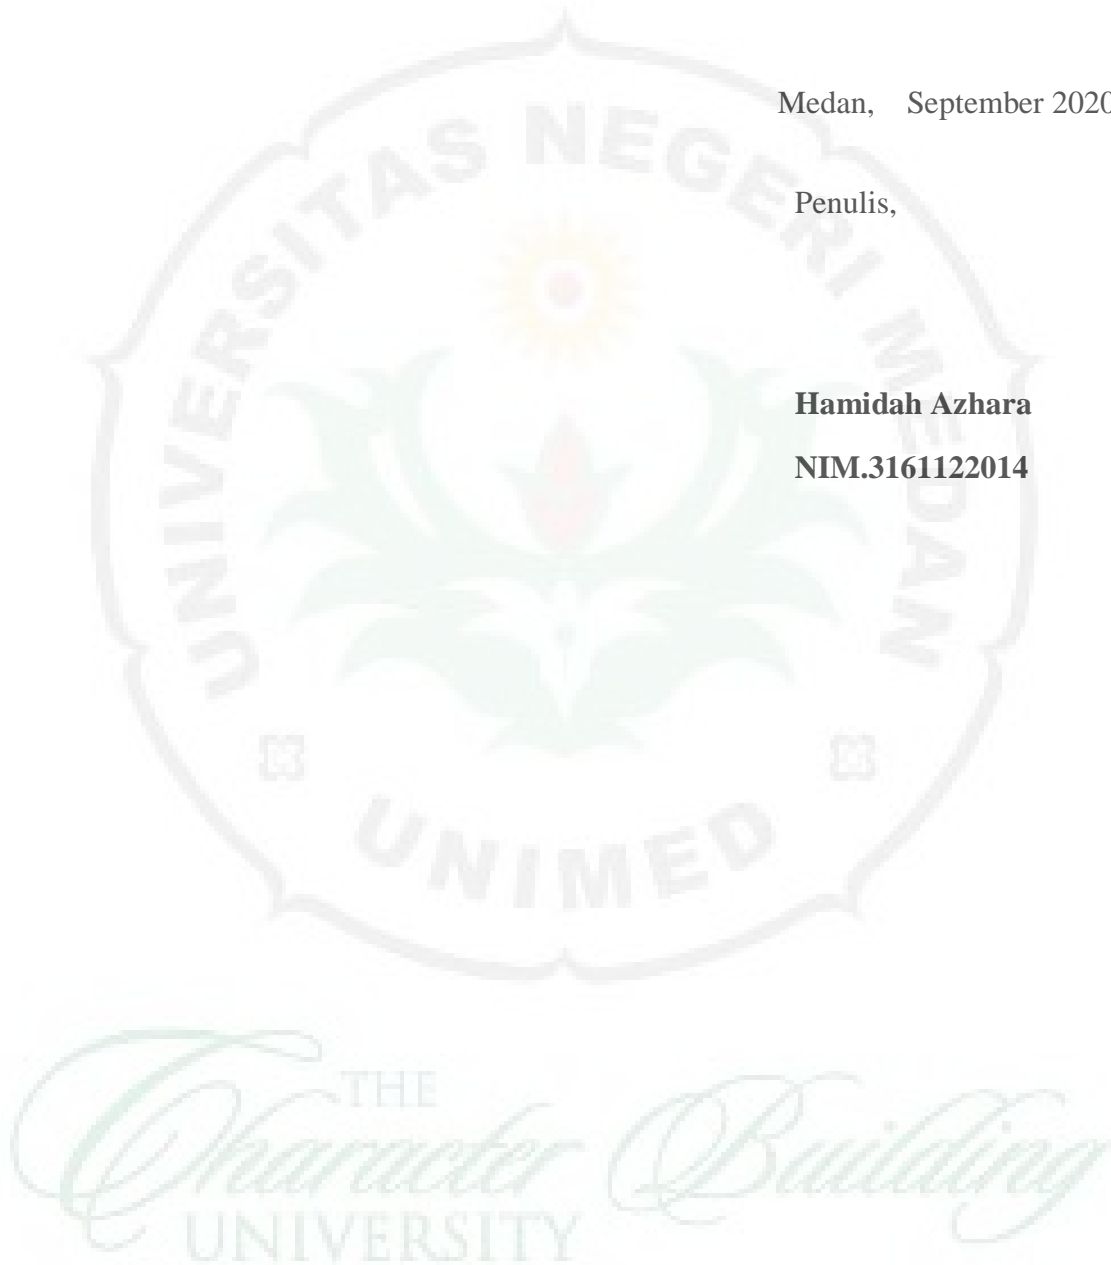 Medan, September 2020
Penulis,
Hamidah Azhara
NIM.3161122014
UNIVERSITAS NEGERI MEDAN
UNIMED
THE
Character Building
UNIVERSITY